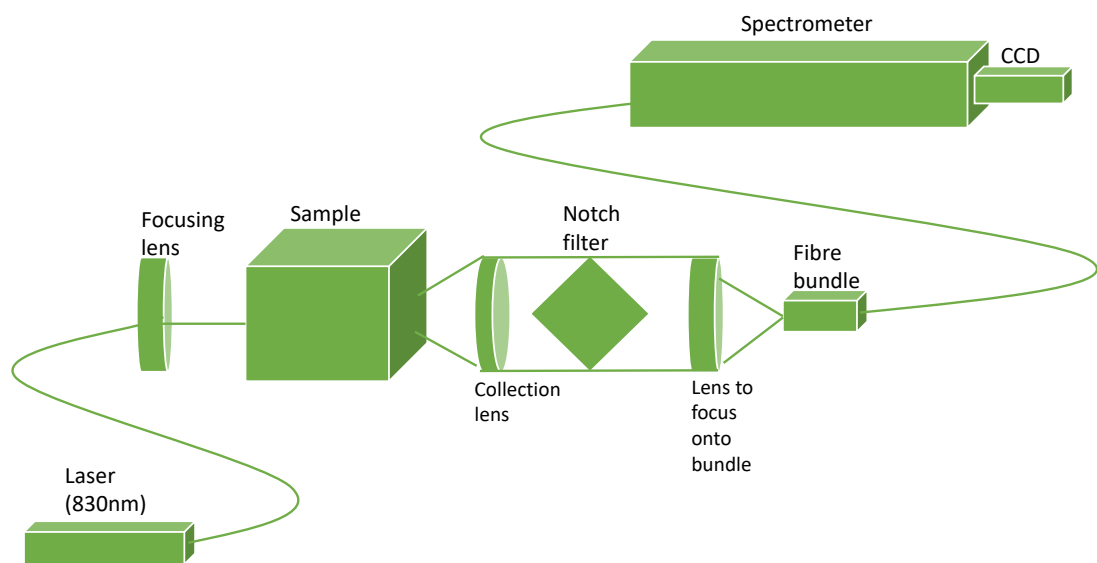 Spectrometer
CCD
Focusing
lens
Sample
Notch
filter
Fibre
bundle
Collection
lens
Lens to
focus
onto
bundle
Laser
(830nm)